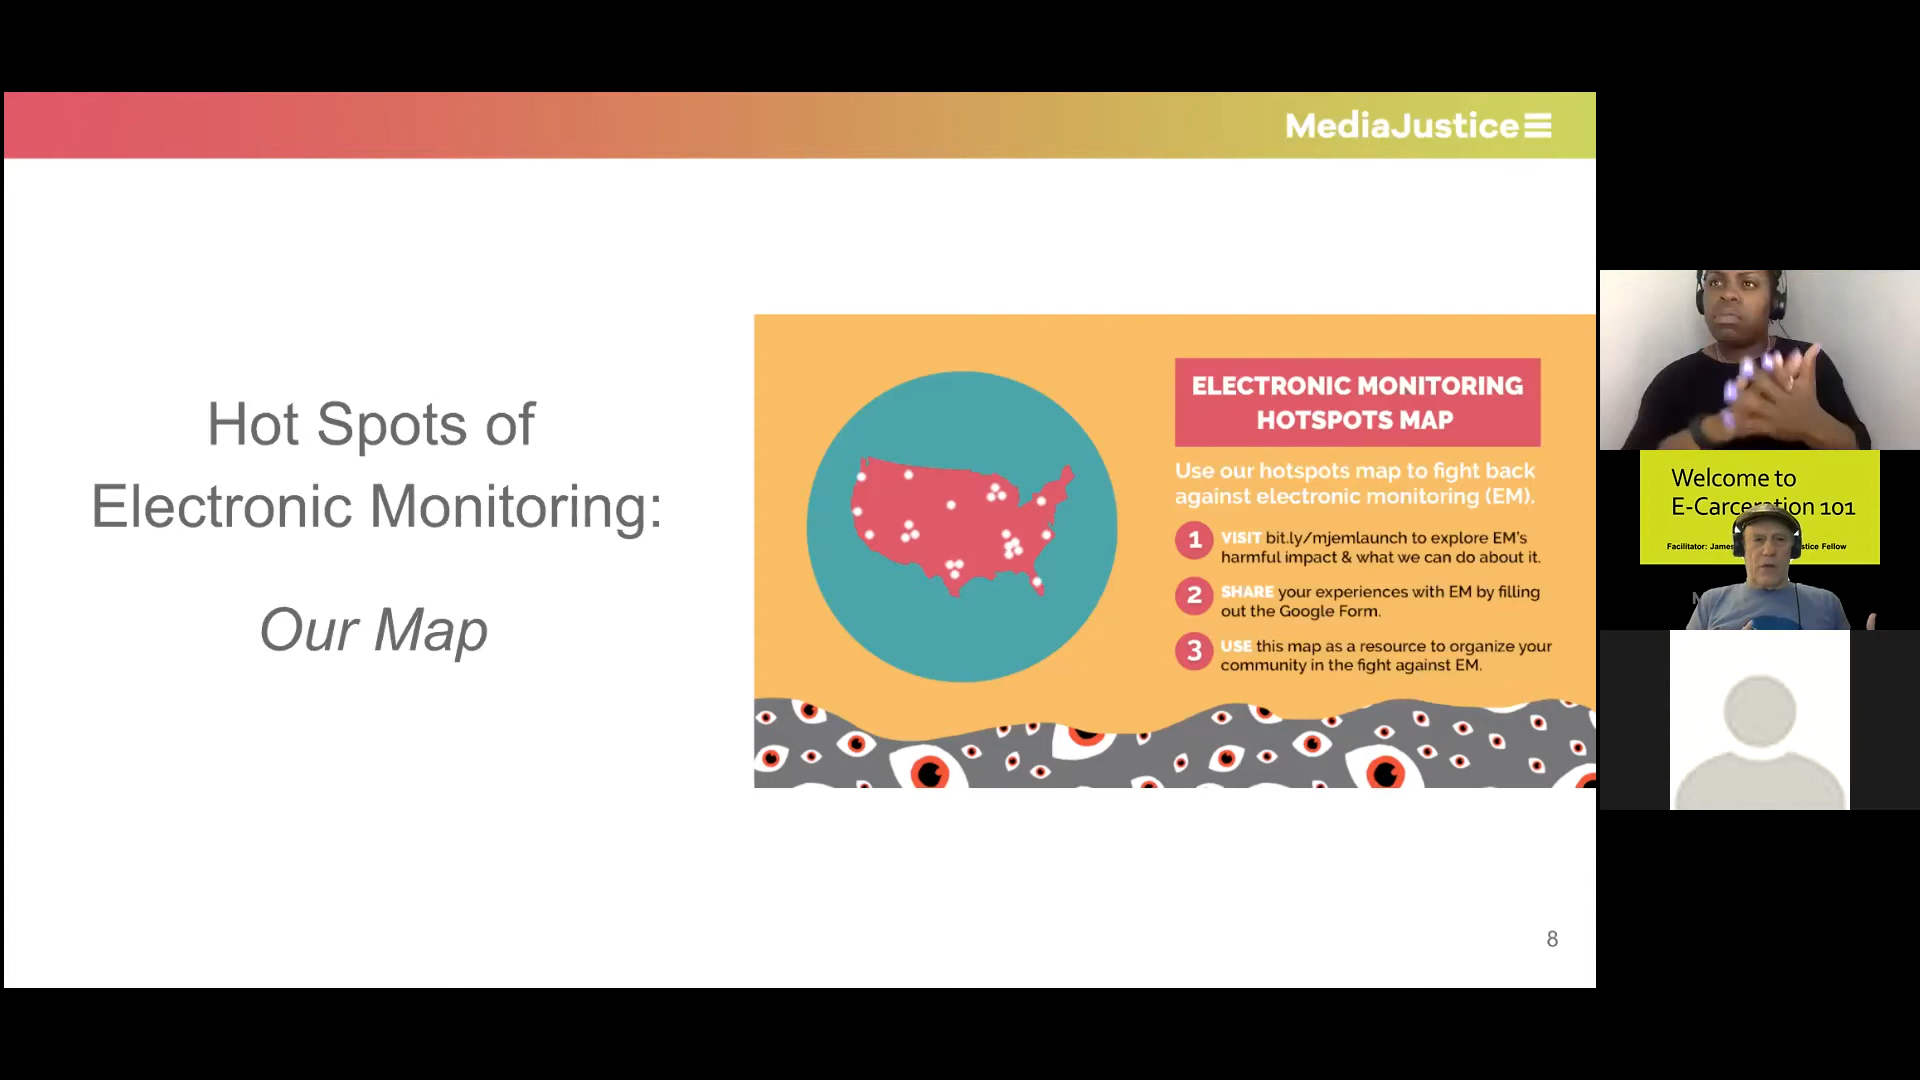 MediaJustice
Hot Spots of
Electronic Monitoring:
Our Map
ELECTRONIC MONITORING
HOTSPOTS MAP
Use our hotspots map to fight back
against electronic monitoring (EM).
1 VISIT bit.ly/mjemlaunch to explore EM's
harmful impact & what we can do about it.
2 SHARE your experiences with EM by filling
out the Google Form.
3 USE this map as a resource to organize your
community in the fight against EM.
8
Welcome to
E-Carceration 101
Facilitator: James
Fellow